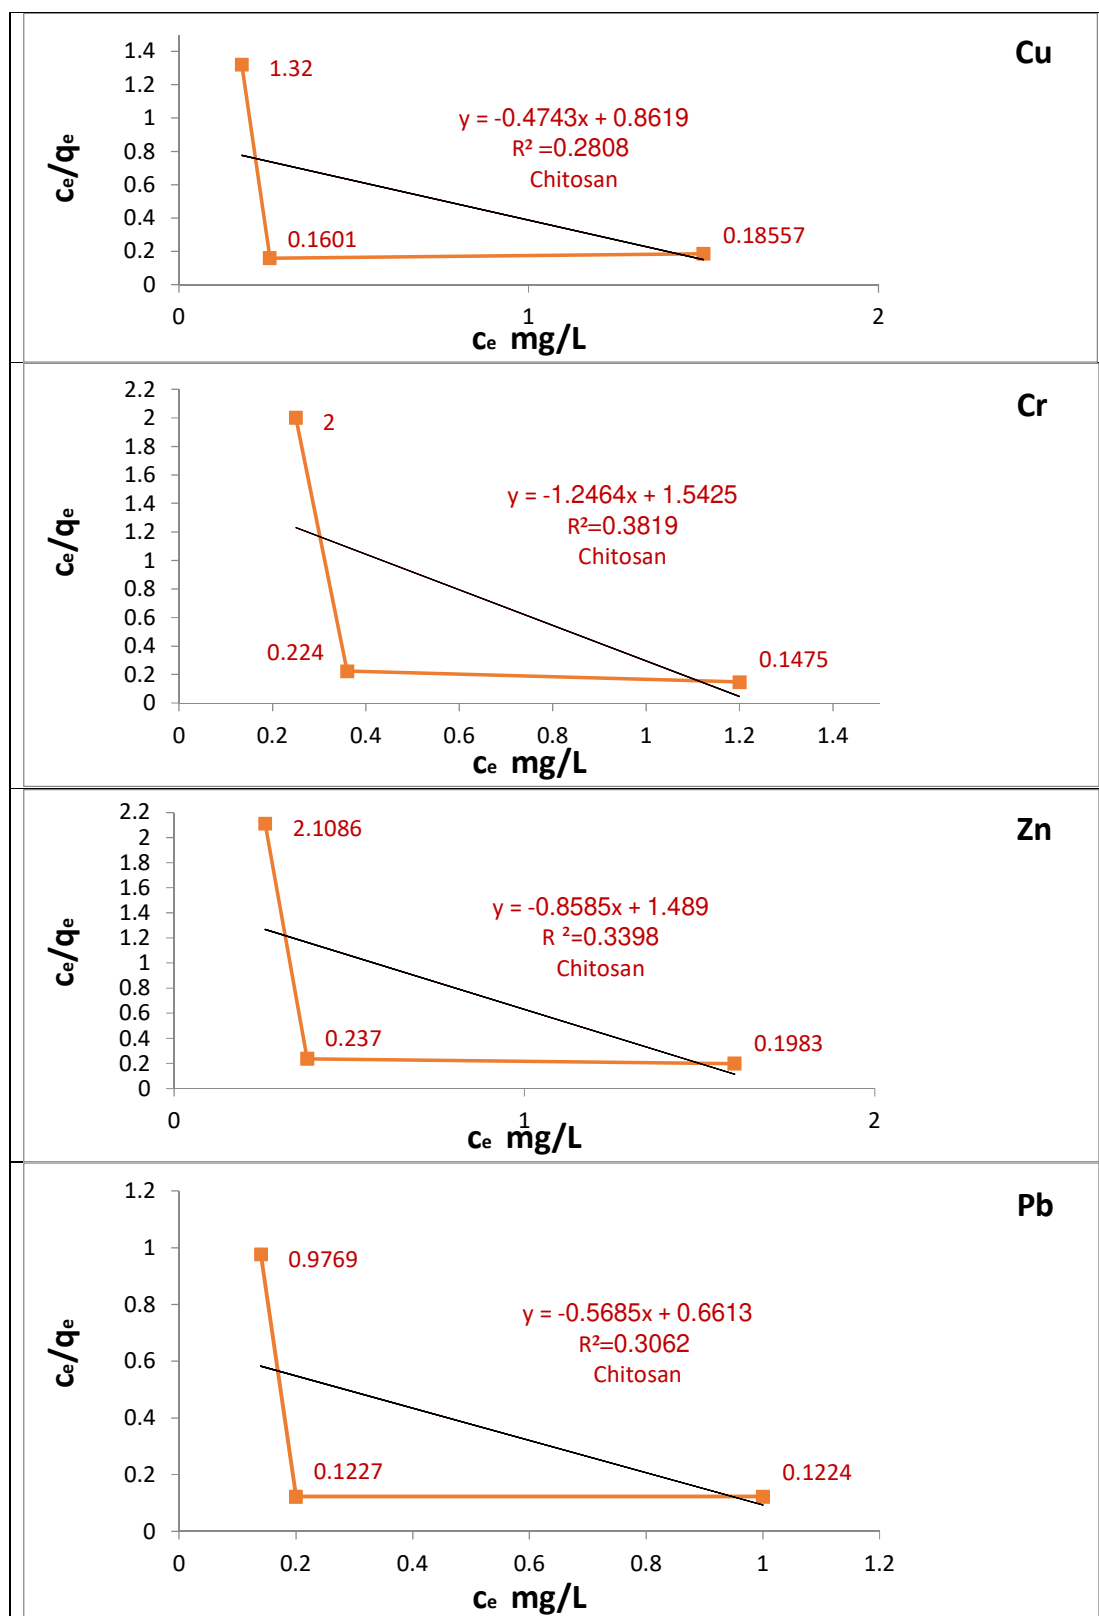 Cu
1.4
1.2
1
0.8
0.6
0.4
0.2
0
cₑ/qₑ
1.32
0.1601
0.18557
y = -0.4743x + 0.8619
R² =0.2808
Chitosan
0 1 2
cₑ mg/L
Cr
2.2
2
1.8
1.6
1.4
1.2
1
0.8
0.6
0.4
0.2
0
cₑ/qₑ
2
0.224
0.1475
y = -1.2464x + 1.5425
R²=0.3819
Chitosan
0 0.2 0.4 0.6 0.8 1 1.2 1.4
cₑ mg/L
Zn
2.2
2
1.8
1.6
1.4
1.2
1
0.8
0.6
0.4
0.2
0
cₑ/qₑ
2.1086
0.237
0.1983
y = -0.8585x + 1.489
R ²=0.3398
Chitosan
0 1 2
cₑ mg/L
Pb
1.2
1
0.8
0.6
0.4
0.2
0
cₑ/qₑ
0.9769
0.1227
0.1224
y = -0.5685x + 0.6613
R²=0.3062
Chitosan
0 0.2 0.4 0.6 0.8 1 1.2
cₑ mg/L